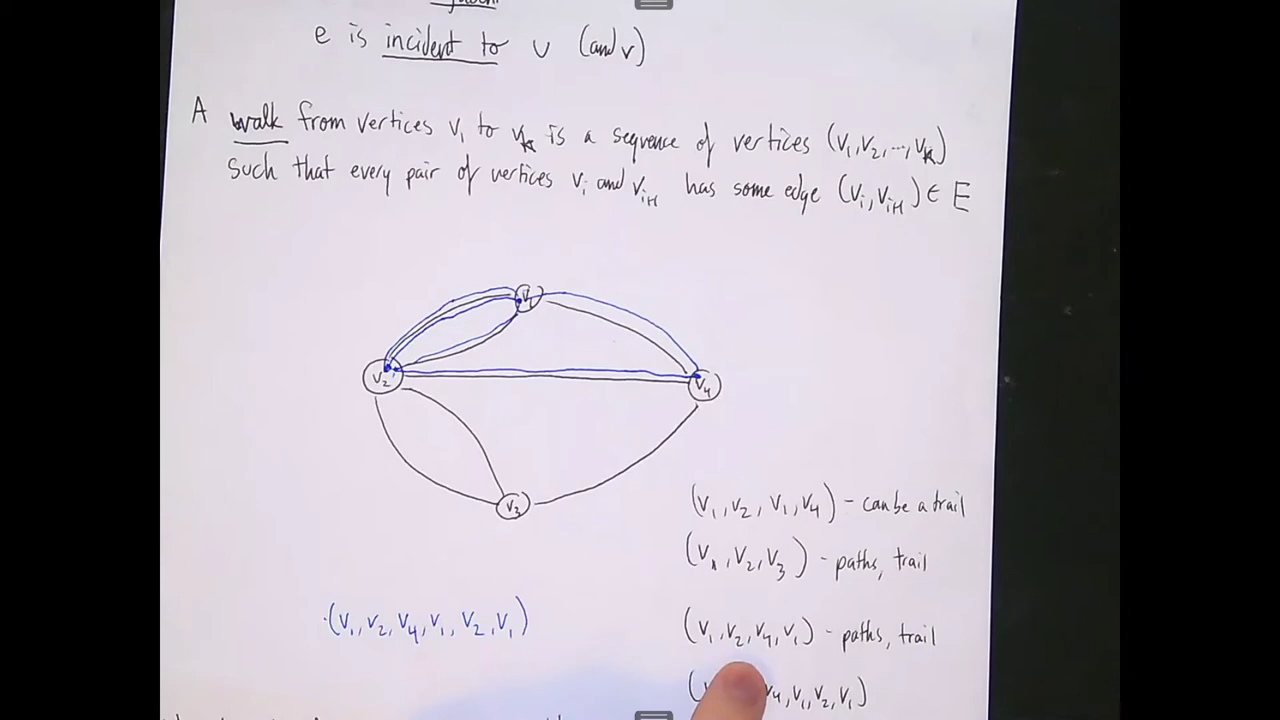 e is incident to u (and v)
A walk from vertices v₁ to vₖ is a sequence of vertices (v₁, v₂, ..., vₖ)
such that every pair of vertices vᵢ and vᵢ₊₁ has some edge (vᵢ, vᵢ₊₁) ∈ E
v₁
v₂
v₄
v₃
(v₁, v₂, v₁, v₄) - can be a trail
(v₁, v₂, v₃) - paths, trail
(v₁, v₂, v₄, v₁, v₂, v₁)
(v₁, v₂, v₄, v₁) - paths, trail
v₄, v₁, v₂, v₁)